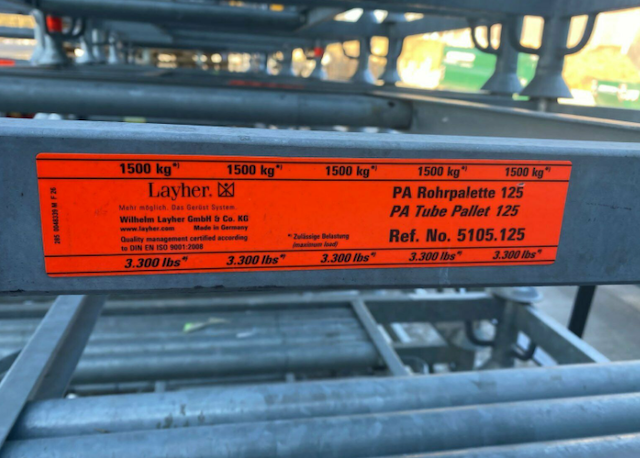 1500 kg*) 1500 kg*) 1500 kg*) 1500 kg*) 1500 kg*)
Layher.
Mehr möglich. Das Gerüst System.
Wilhelm Layher GmbH & Co. KG
www.layher.com Made in Germany
Quality management certified according
to DIN EN ISO 9001:2008
*) Zulässige Belastung
(maximum load)
PA Rohrpalette 125
PA Tube Pallet 125
Ref. No. 5105.125
3.300 lbs*) 3.300 lbs*) 3.300 lbs*) 3.300 lbs*) 3.300 lbs*)